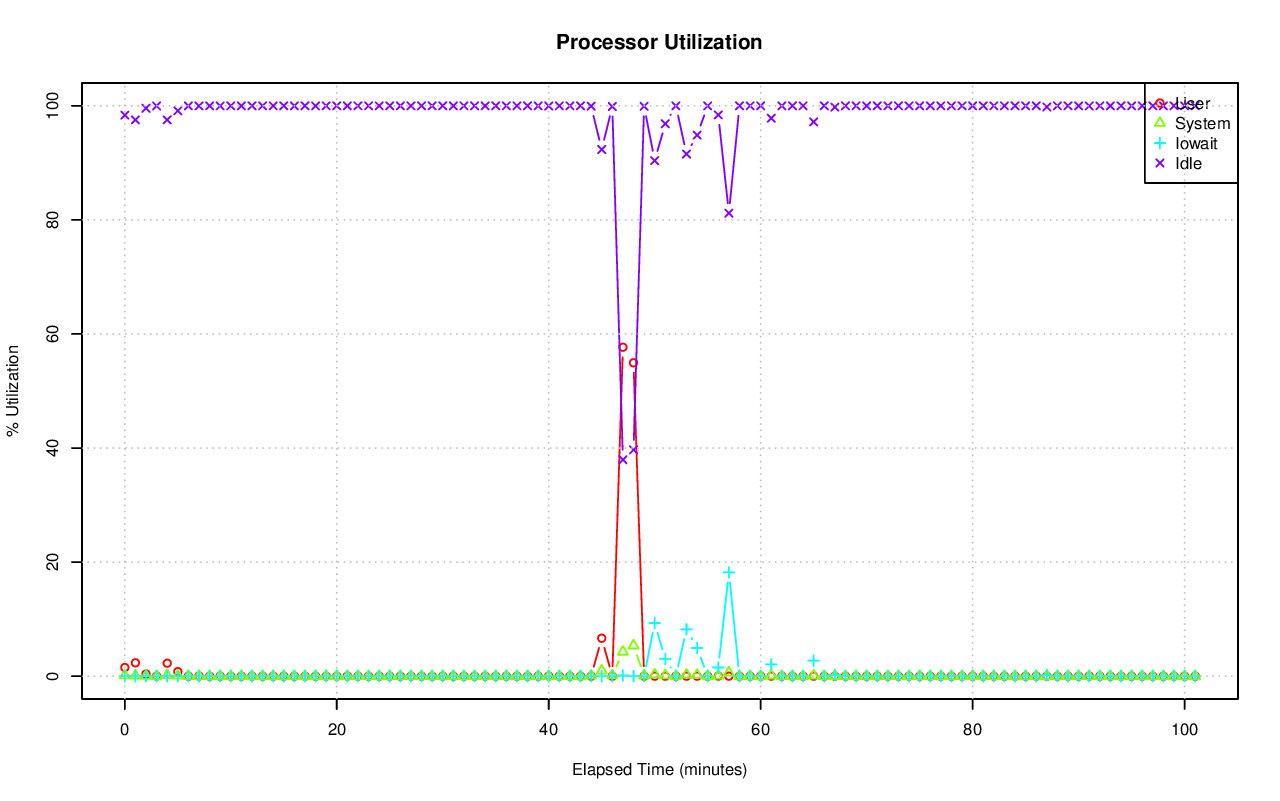 Processor Utilization
% Utilization
100
80
60
40
20
0
User
System
Iowait
Idle
0 20 40 60 80 100
Elapsed Time (minutes)